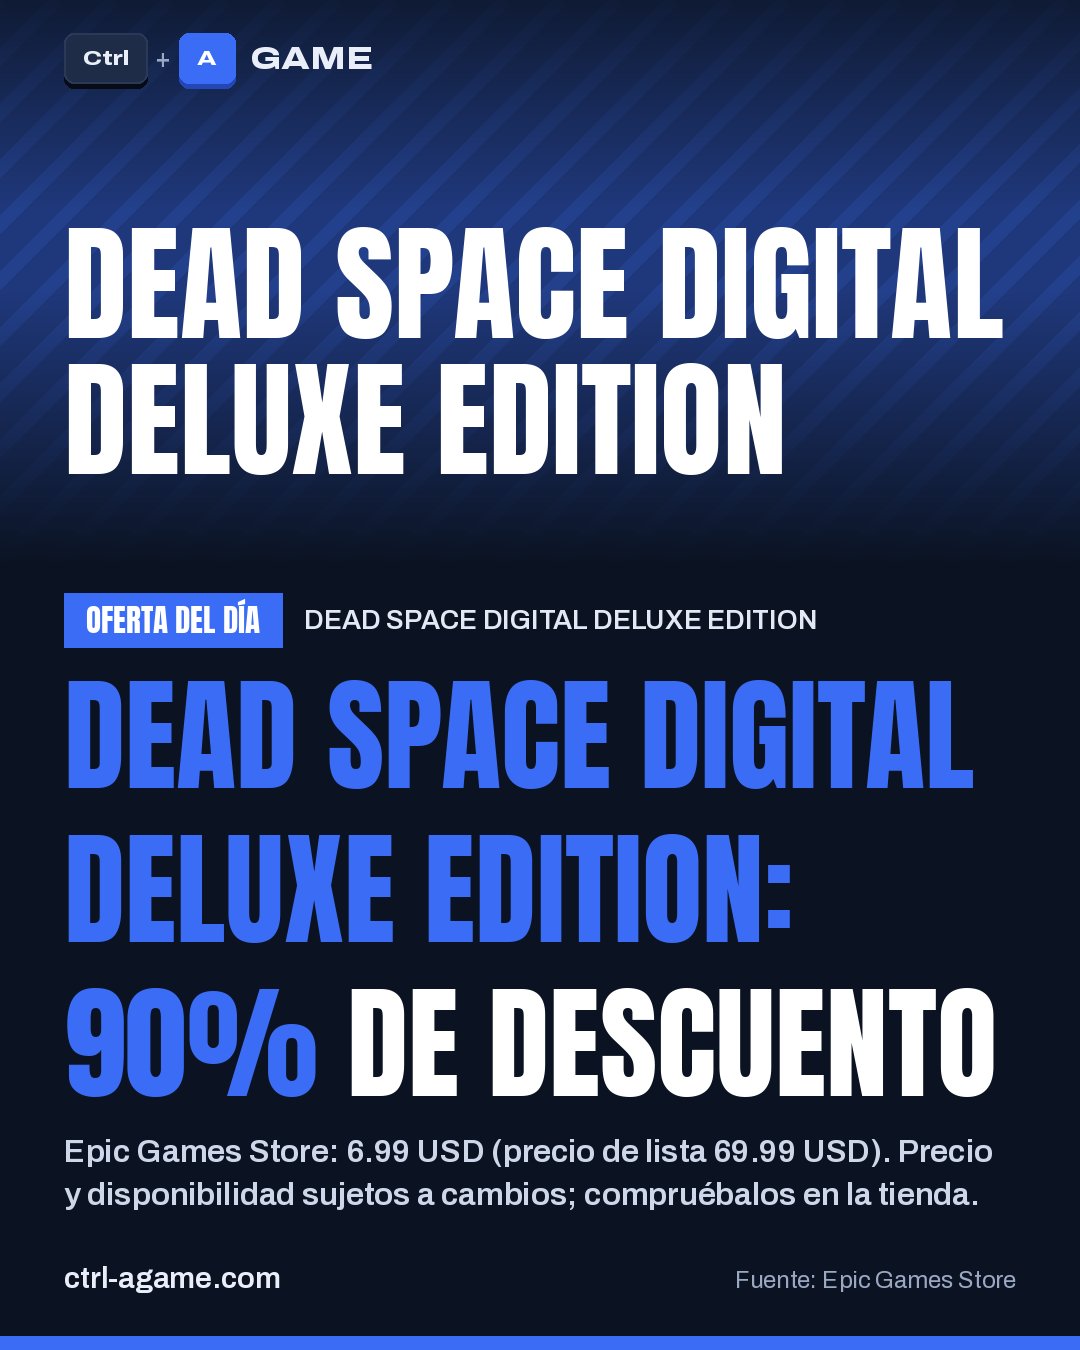 Ctrl + A GAME
DEAD SPACE DIGITAL
DELUXE EDITION
OFERTA DEL DÍA DEAD SPACE DIGITAL DELUXE EDITION
DEAD SPACE DIGITAL
DELUXE EDITION:
90% DE DESCUENTO
Epic Games Store: 6.99 USD (precio de lista 69.99 USD). Precio
y disponibilidad sujetos a cambios; compruébalos en la tienda.
ctrl-agame.com Fuente: Epic Games Store